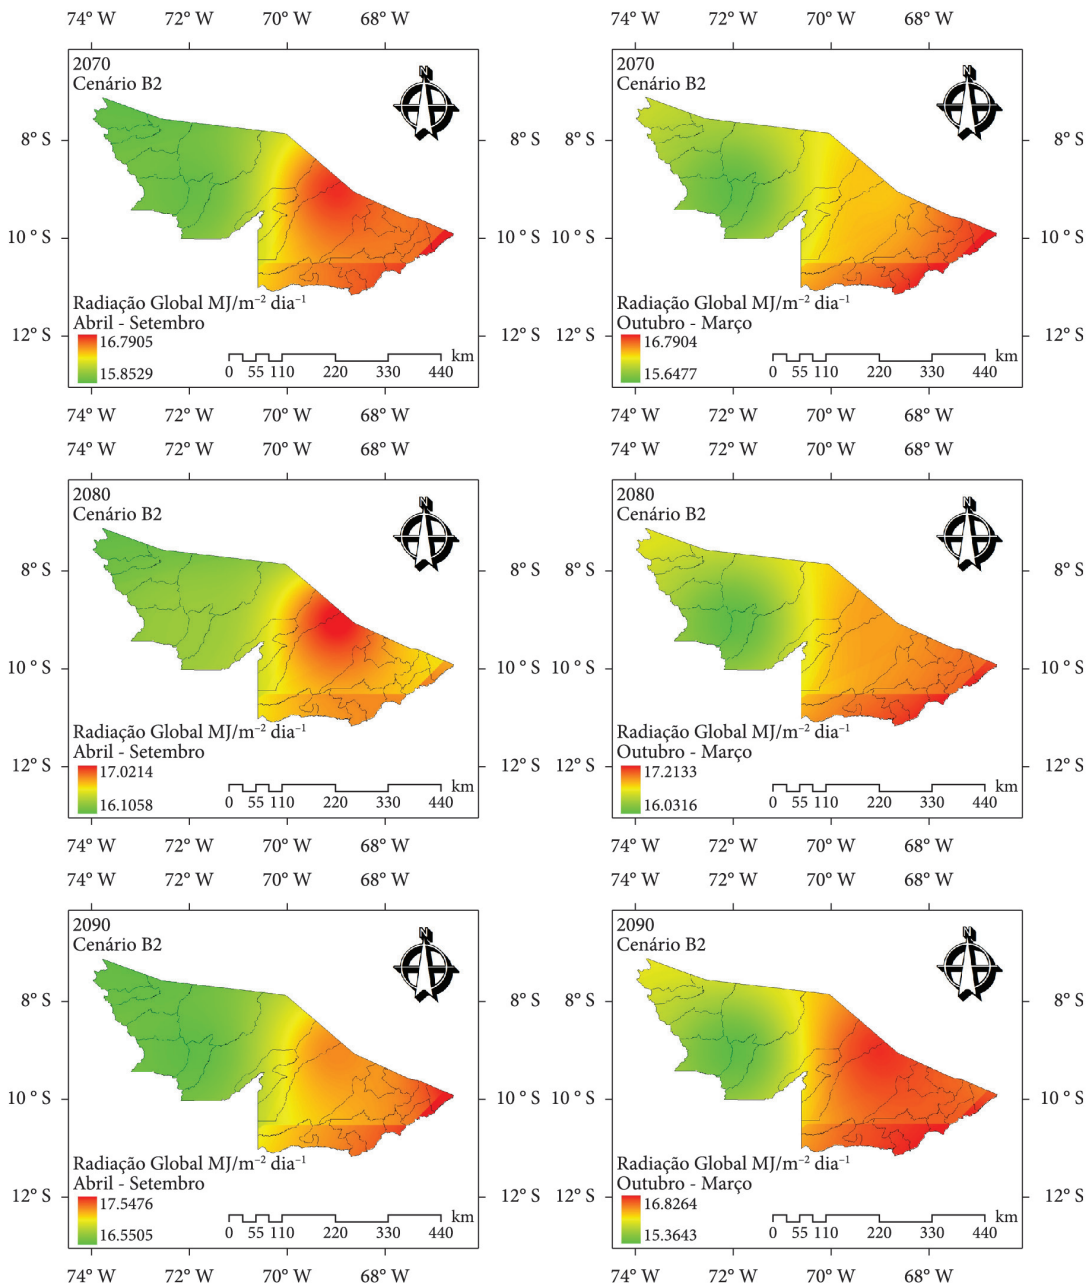 74° W 72° W 70° W 68° W 74° W 72° W 70° W 68° W
2070
Cenário B2
N
8° S
10° S
12° S
Radiação Global MJ/m⁻² dia⁻¹
Abril - Setembro
16.7905
15.8529
km
0 55 110 220 330 440
2070
Cenário B2
N
8° S
10° S
12° S
Radiação Global MJ/m⁻² dia⁻¹
Outubro - Março
16.7904
15.6477
km
0 55 110 220 330 440
8° S
10° S
12° S
74° W 72° W 70° W 68° W 74° W 72° W 70° W 68° W
74° W 72° W 70° W 68° W 74° W 72° W 70° W 68° W
2080
Cenário B2
N
8° S
10° S
12° S
Radiação Global MJ/m⁻² dia⁻¹
Abril - Setembro
17.0214
16.1058
km
0 55 110 220 330 440
2080
Cenário B2
N
8° S
10° S
12° S
Radiação Global MJ/m⁻² dia⁻¹
Outubro - Março
17.2133
16.0316
km
0 55 110 220 330 440
8° S
10° S
12° S
74° W 72° W 70° W 68° W 74° W 72° W 70° W 68° W
74° W 72° W 70° W 68° W 74° W 72° W 70° W 68° W
2090
Cenário B2
N
8° S
10° S
12° S
Radiação Global MJ/m⁻² dia⁻¹
Abril - Setembro
17.5476
16.5505
km
0 55 110 220 330 440
2090
Cenário B2
N
8° S
10° S
12° S
Radiação Global MJ/m⁻² dia⁻¹
Outubro - Março
16.8264
15.3643
km
0 55 110 220 330 440
8° S
10° S
12° S
74° W 72° W 70° W 68° W 74° W 72° W 70° W 68° W